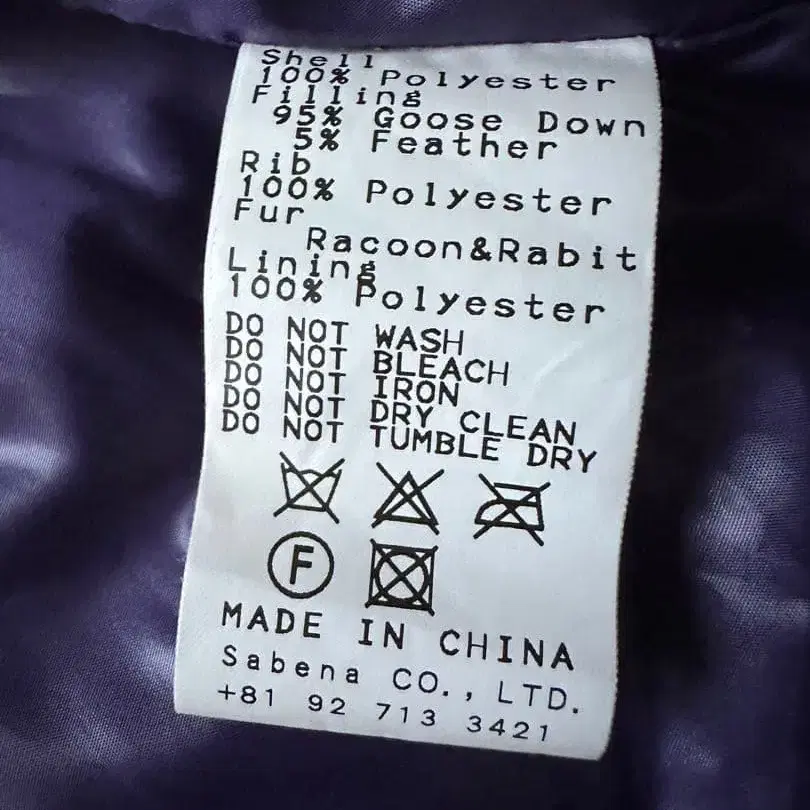 Shell
100% Polyester
Filling
95% Goose Down
5% Feather
Rib
100% Polyester
Fur
Racoon&Rabit
Lining
100% Polyester
DO NOT WASH
DO NOT BLEACH
DO NOT IRON
DO NOT DRY CLEAN
DO NOT TUMBLE DRY
F
MADE IN CHINA
Sabena CO., LTD.
+81 92 713 3421